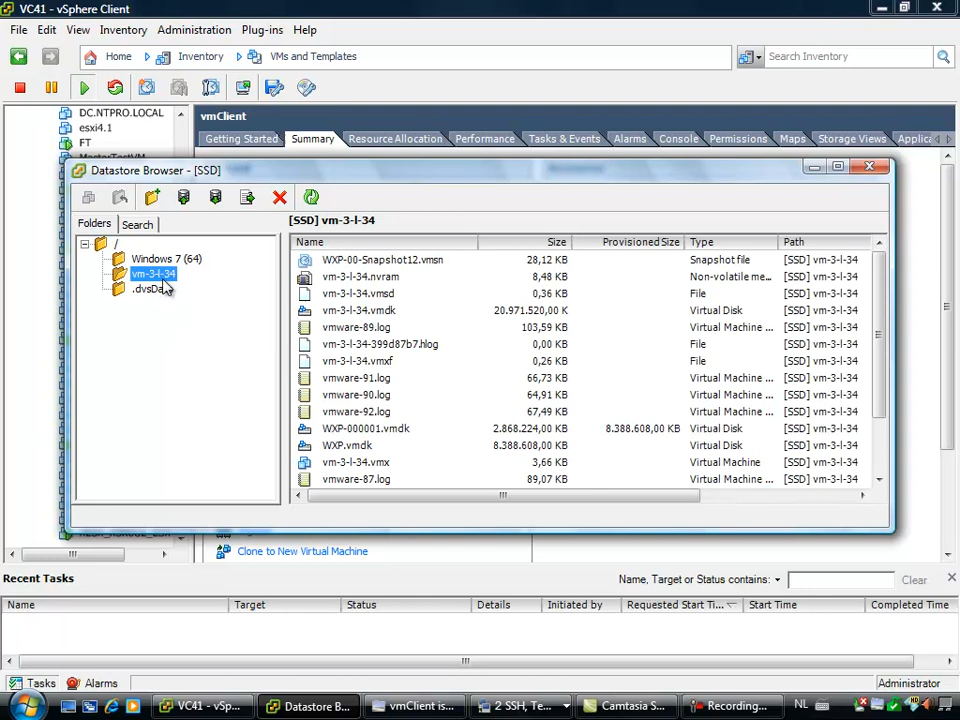 VC41 - vSphere Client
File Edit View Inventory Administration Plug-ins Help
Home Inventory VMs and Templates Search Inventory
DC.NTPRO.LOCAL
esxi4.1
FT
MasterTestVM
vmClient
Getting Started Summary Resource Allocation Performance Tasks & Events Alarms Console Permissions Maps Storage Views
Datastore Browser - [SSD]
Folders Search
/
Windows 7 (64)
vm-3-l-34
[SSD] vm-3-l-34
Name Size Provisioned Size Type Path
WXP-00-Snapshot12.vmsn 28,12 KB Snapshot file [SSD] vm-3-l-34
vm-3-l-34.nvram 8,48 KB Non-volatile me... [SSD] vm-3-l-34
vm-3-l-34.vmsd 0,36 KB File [SSD] vm-3-l-34
vm-3-l-34.vmdk 20.971.520,00 K Virtual Disk [SSD] vm-3-l-34
vmware-89.log 103,59 KB Virtual Machine ... [SSD] vm-3-l-34
vm-3-l-34-399d87b7.hlog 0,00 KB File [SSD] vm-3-l-34
vm-3-l-34.vmxf 0,26 KB File [SSD] vm-3-l-34
vmware-91.log 66,73 KB Virtual Machine ... [SSD] vm-3-l-34
vmware-90.log 64,91 KB Virtual Machine ... [SSD] vm-3-l-34
vmware-92.log 67,49 KB Virtual Machine ... [SSD] vm-3-l-34
WXP-000001.vmdk 2.868.224,00 KB 8.388.608,00 KB Virtual Disk [SSD] vm-3-l-34
WXP.vmdk 8.388.608,00 KB Virtual Disk [SSD] vm-3-l-34
vm-3-l-34.vmx 3,66 KB Virtual Machine [SSD] vm-3-l-34
vmware-87.log 89,07 KB Virtual Machine ... [SSD] vm-3-l-34
Clone to New Virtual Machine
Recent Tasks Name, Target or Status contains: Clear
Name Target Status Details Initiated by Requested Start Ti... Start Time Completed Time
Tasks Alarms Administrator
VC41 - vSp... Datastore B... vmClient is... 2 SSH, Te... Camtasia S... Recording... NL